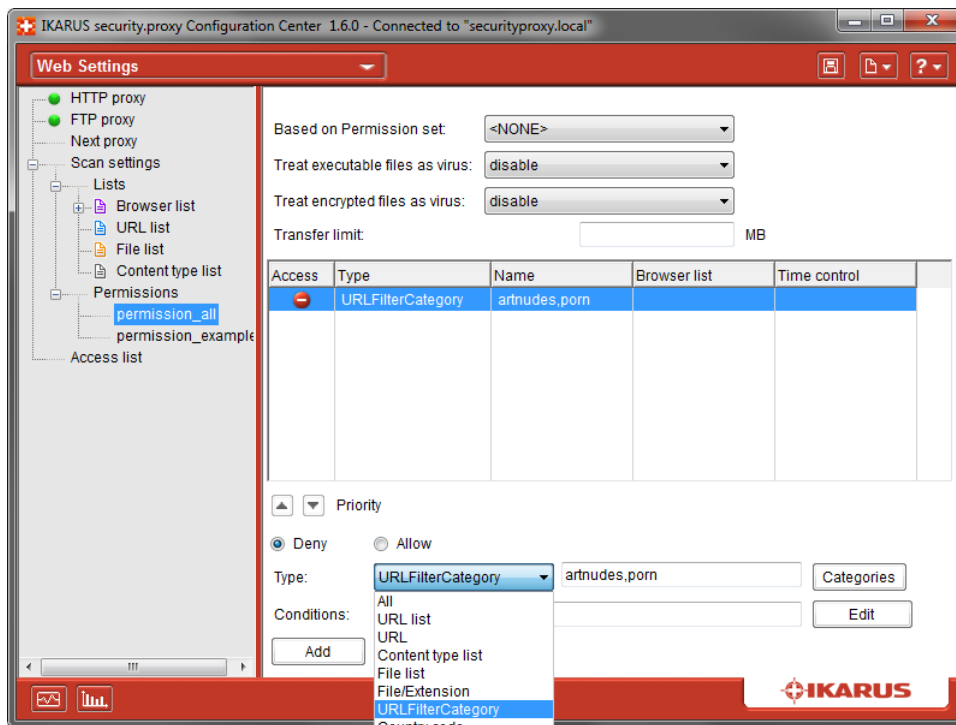 IKARUS security.proxy Configuration Center 1.6.0 - Connected to "securityproxy.local"
Web Settings
?
HTTP proxy
FTP proxy
Next proxy
Scan settings
Lists
Browser list
URL list
File list
Content type list
Permissions
permission_all
permission_example
Access list
Based on Permission set: <NONE>
Treat executable files as virus: disable
Treat encrypted files as virus: disable
Transfer limit: MB
Access Type Name Browser list Time control
URLFilterCategory artnudes,porn
Priority
Deny Allow
Type: URLFilterCategory artnudes,porn Categories
All
Conditions: Edit
URL list
URL
Add
Content type list
File list
File/Extension
URLFilterCategory
Country code
IKARUS